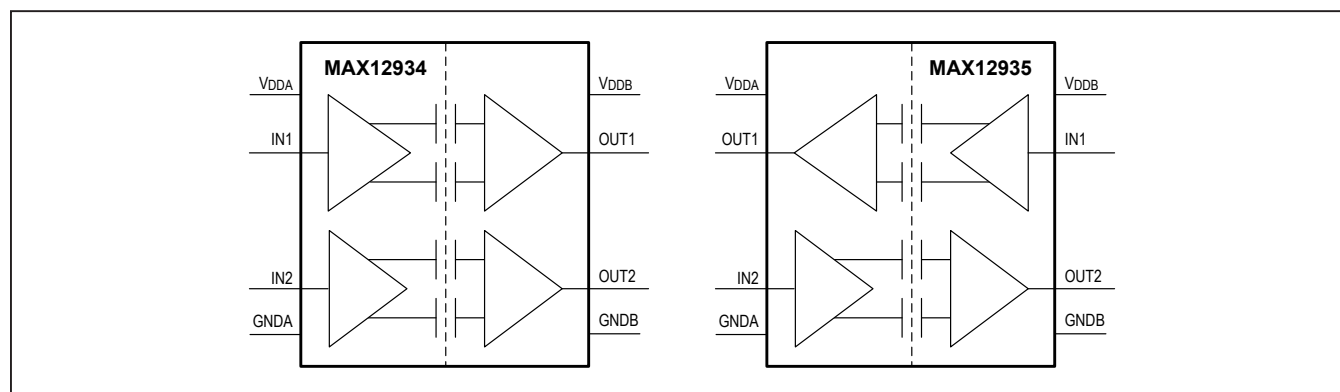 MAX12934
VDDA
VDDB
IN1
OUT1
IN2
OUT2
GNDA
GNDB
MAX12935
VDDA
VDDB
OUT1
IN1
IN2
OUT2
GNDA
GNDB